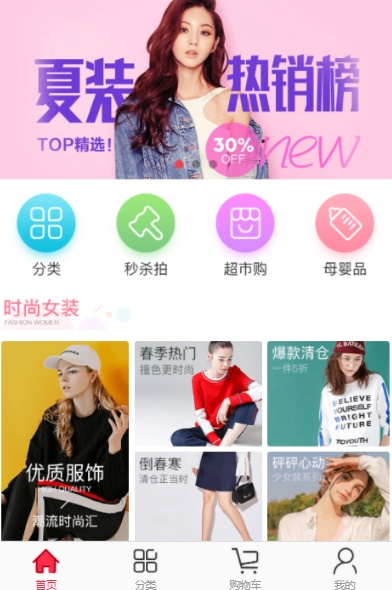 夏装 热销榜
TOP精选!
30%
OFF
new
分类 秒杀拍 超市购 母婴品
时尚女装
FASHION WOMEN
优质服饰
HIGH QUALITY
潮流时尚汇
春季热门
撞色更时尚
爆款清仓
一件5折
BELIEVE
YOURSELF
BRIGHT
FUTURE
TOYOUTH
倒春寒
清仓正当时
砰砰心动
少女装系列
首页 分类 购物车 我的